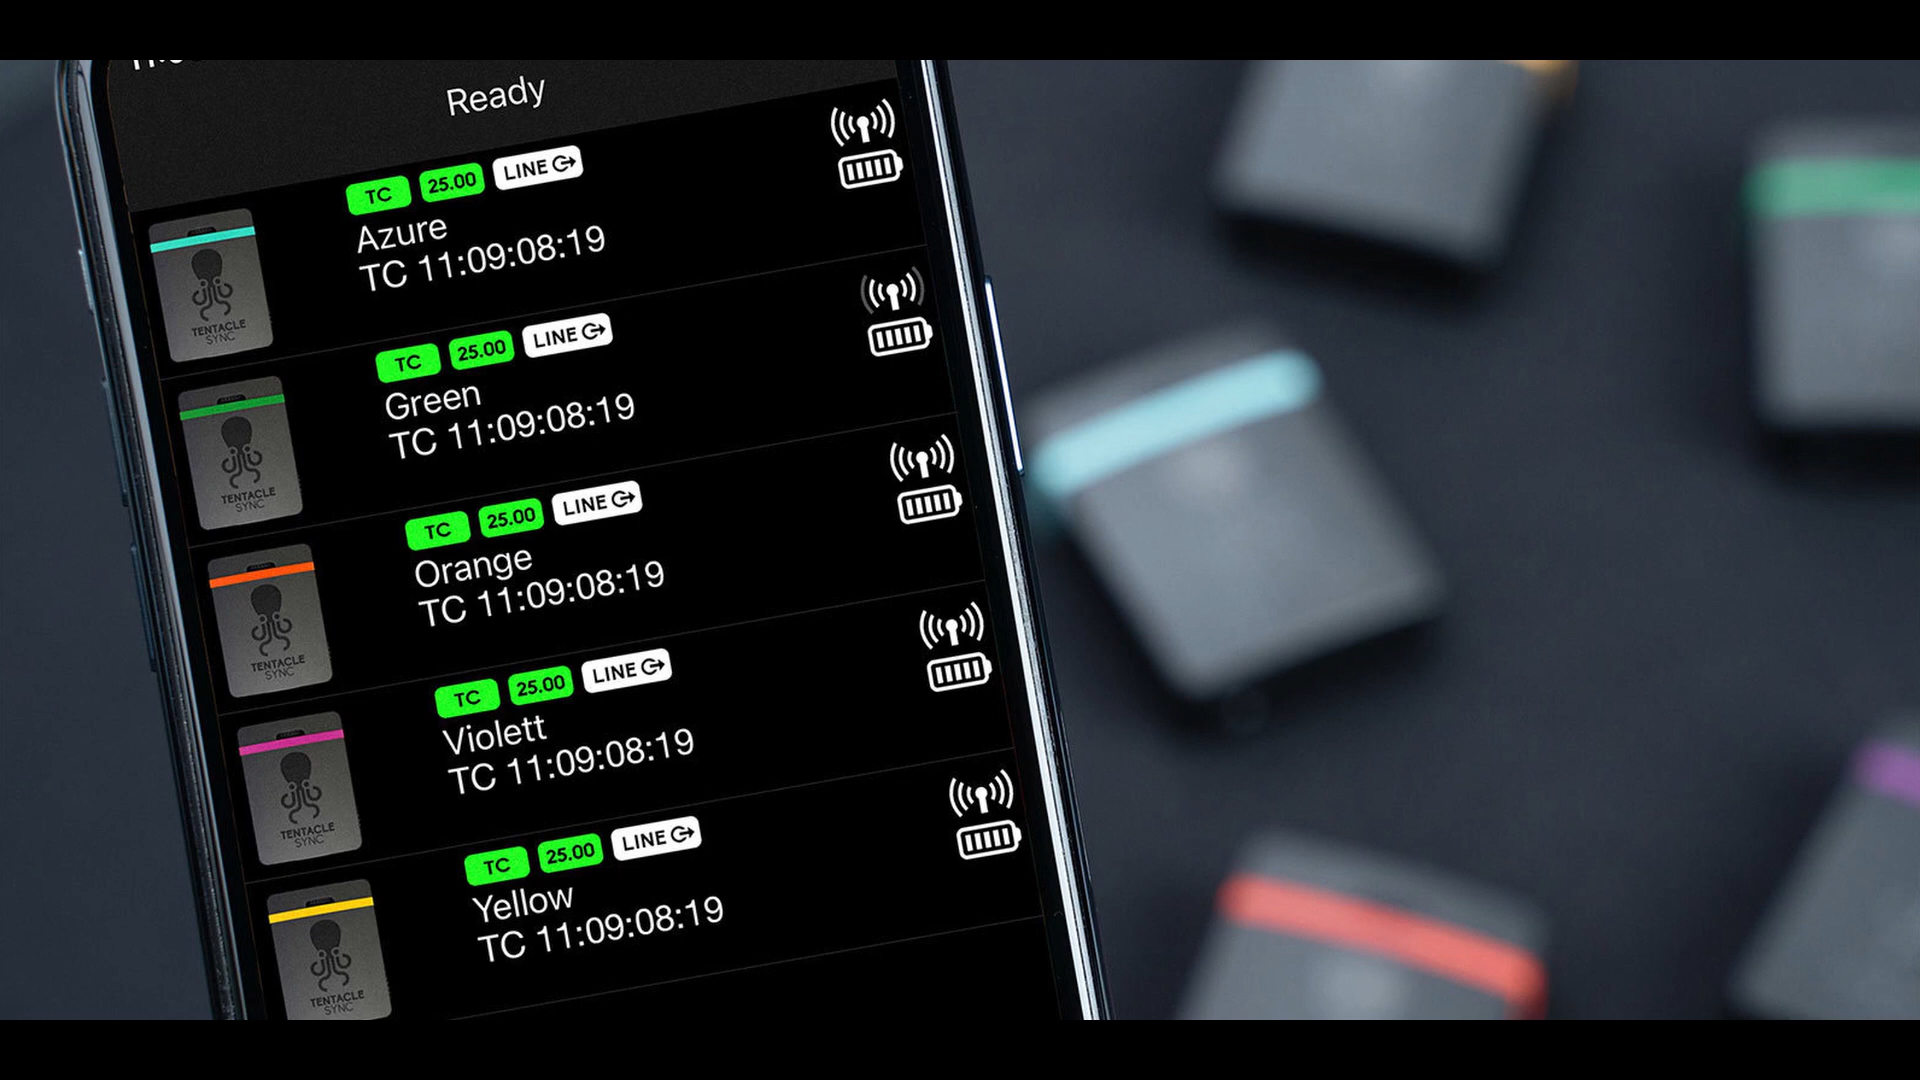 Ready
TC 25.00 LINE
Azure
TC 11:09:08:19
TENTACLE
SYNC
TC 25.00 LINE
Green
TC 11:09:08:19
TENTACLE
SYNC
TC 25.00 LINE
Orange
TC 11:09:08:19
TENTACLE
SYNC
TC 25.00 LINE
Violett
TC 11:09:08:19
TENTACLE
SYNC
TC 25.00 LINE
Yellow
TC 11:09:08:19
TENTACLE
SYNC